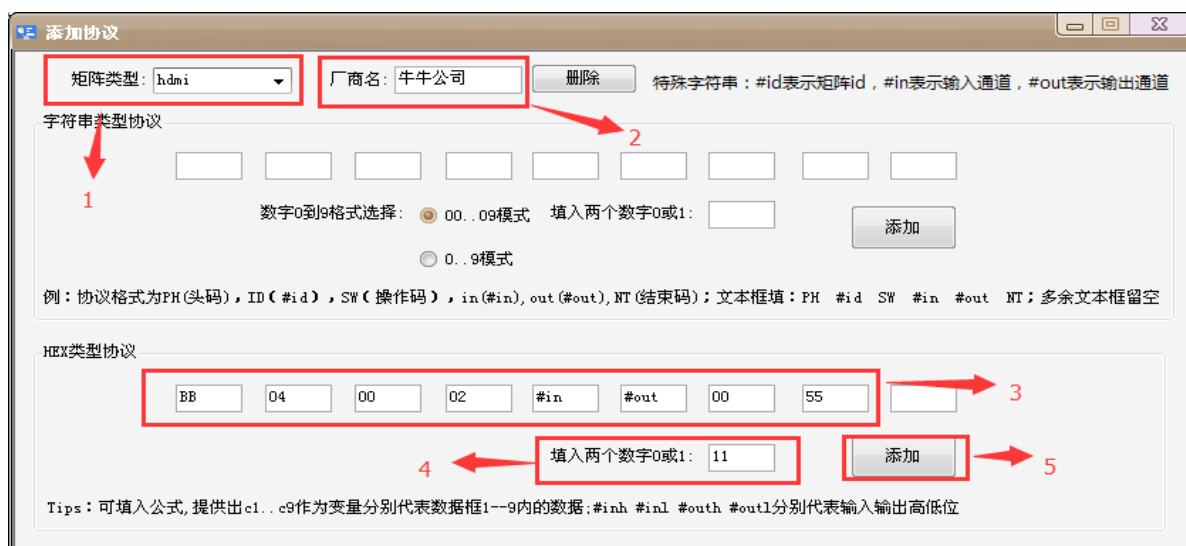 添加协议
矩阵类型: hdmi 厂商名: 牛牛公司 删除 特殊字符串：#id表示矩阵id，#in表示输入通道，#out表示输出通道
字符串类型协议
2
1
数字0到9格式选择: 00..09模式 填入两个数字0或1: 添加
0..9模式
例：协议格式为PH(头码)，ID(#id)，SW(操作码)，in(#in),out(#out),NT(结束码)；文本框填：PH #id SW #in #out NT；多余文本框留空
HEX类型协议
BB 04 00 02 #in #out 00 55 3
4 填入两个数字0或1: 11 添加 5
Tips：可填入公式,提供出c1..c9作为变量分别代表数据框1--9内的数据;#inh #inl #outh #outl分别代表输入输出高低位